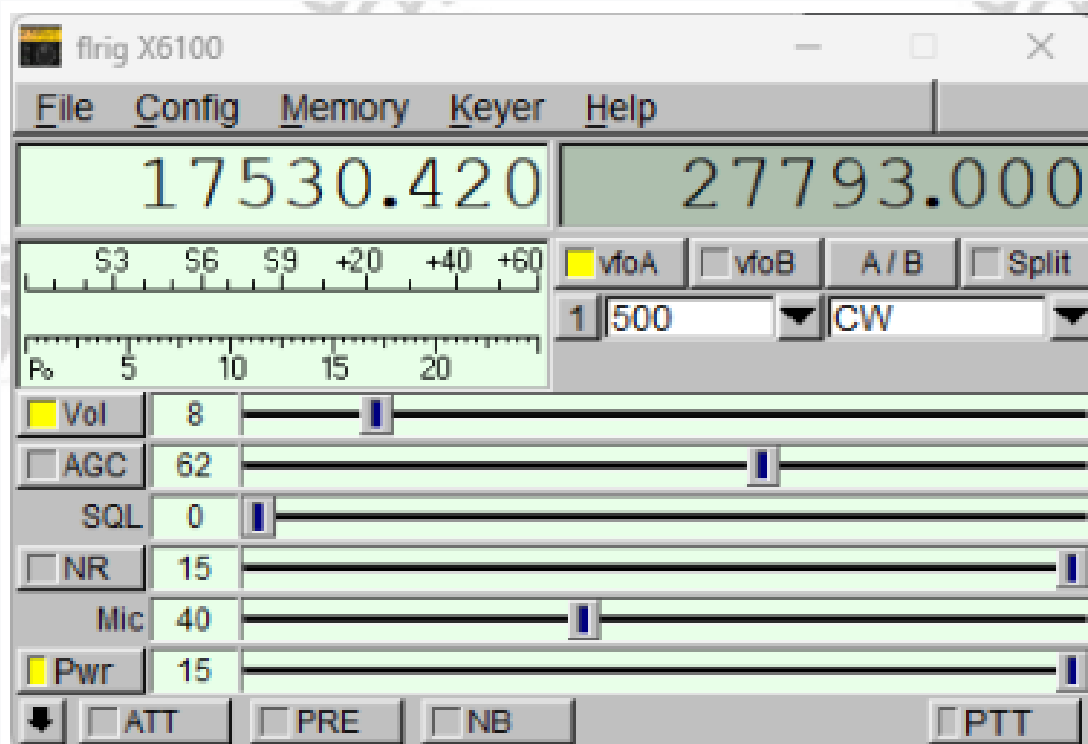 flrig X6100
File Config Memory Keyer Help
17530.420 27793.000
S3 S6 S9 +20 +40 +60
vfoA vfoB A / B Split
1 500 CW
Po 5 10 15 20
Vol 8
AGC 62
SQL 0
NR 15
Mic 40
Pwr 15
ATT PRE NB PTT